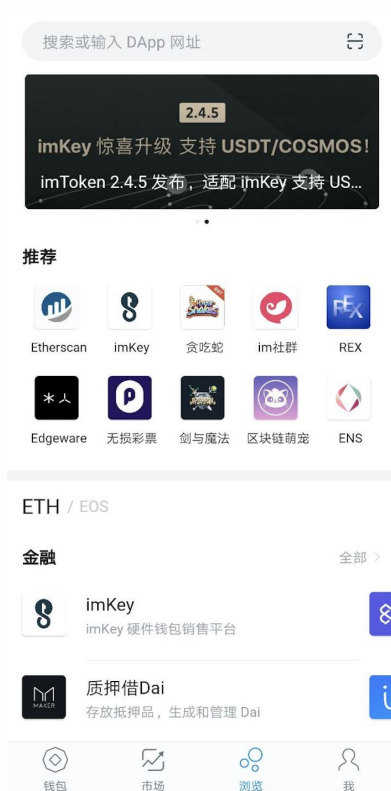 搜索或输入 DApp 网址
2.4.5
imKey 惊喜升级 支持 USDT/COSMOS!
imToken 2.4.5 发布，适配 imKey 支持 US...
推荐
REX
Etherscan imKey 贪吃蛇 im社群 REX
Edgeware 无损彩票 剑与魔法 区块链萌宠 ENS
ETH / EOS
金融 全部
imKey
imKey 硬件钱包销售平台
MAKER
质押借Dai
存放抵押品，生成和管理 Dai
钱包 市场 浏览 我